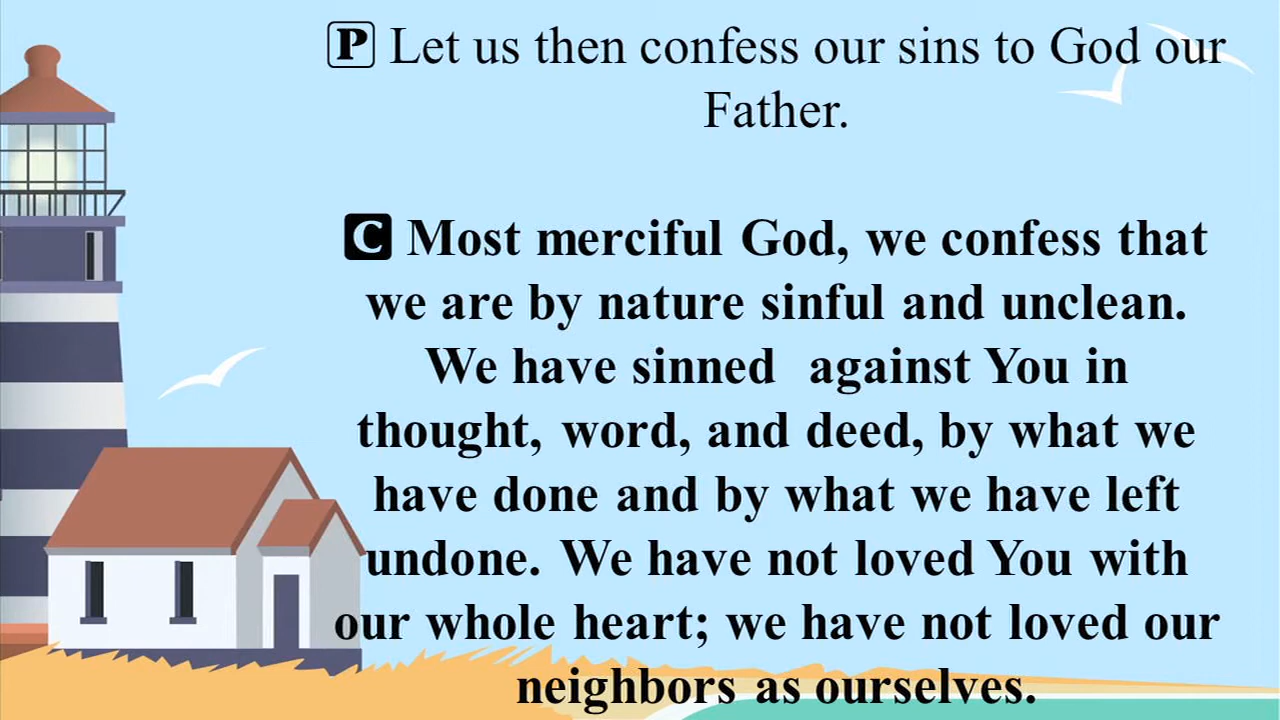 P Let us then confess our sins to God our
Father.
C Most merciful God, we confess that
we are by nature sinful and unclean.
We have sinned  against You in
thought, word, and deed, by what we
have done and by what we have left
undone. We have not loved You with
our whole heart; we have not loved our
neighbors as ourselves.